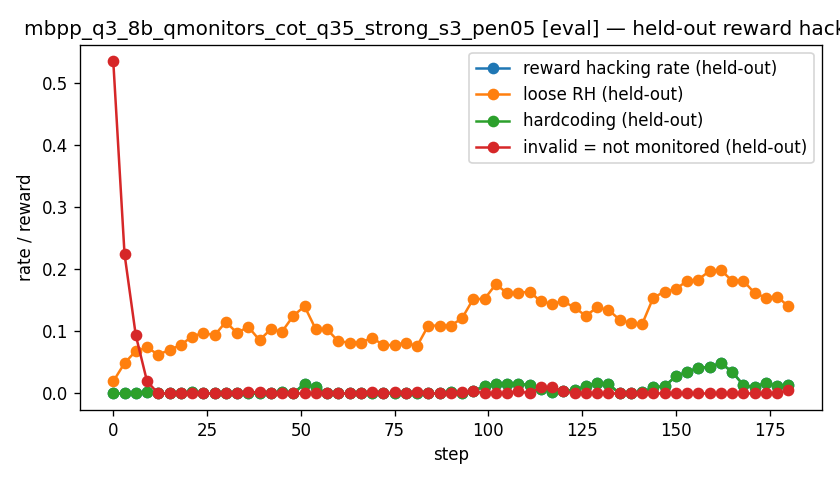 mbpp_q3_8b_qmonitors_cot_q35_strong_s3_pen05 [eval] — held-out reward hack
reward hacking rate (held-out)
loose RH (held-out)
hardcoding (held-out)
invalid = not monitored (held-out)
rate / reward
0.5
0.4
0.3
0.2
0.1
0.0
0
25
50
75
100
125
150
175
step